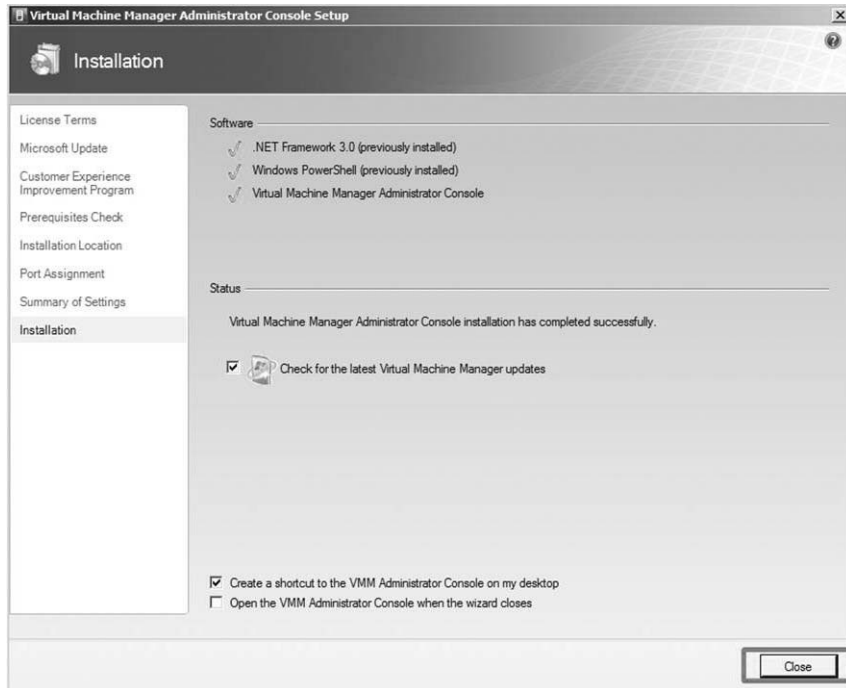 Virtual Machine Manager Administrator Console Setup
Installation
License Terms
Microsoft Update
Customer Experience
Improvement Program
Prerequisites Check
Installation Location
Port Assignment
Summary of Settings
Installation
Software
.NET Framework 3.0 (previously installed)
Windows PowerShell (previously installed)
Virtual Machine Manager Administrator Console
Status
Virtual Machine Manager Administrator Console installation has completed successfully.
Check for the latest Virtual Machine Manager updates
Create a shortcut to the VMM Administrator Console on my desktop
Open the VMM Administrator Console when the wizard closes
Close